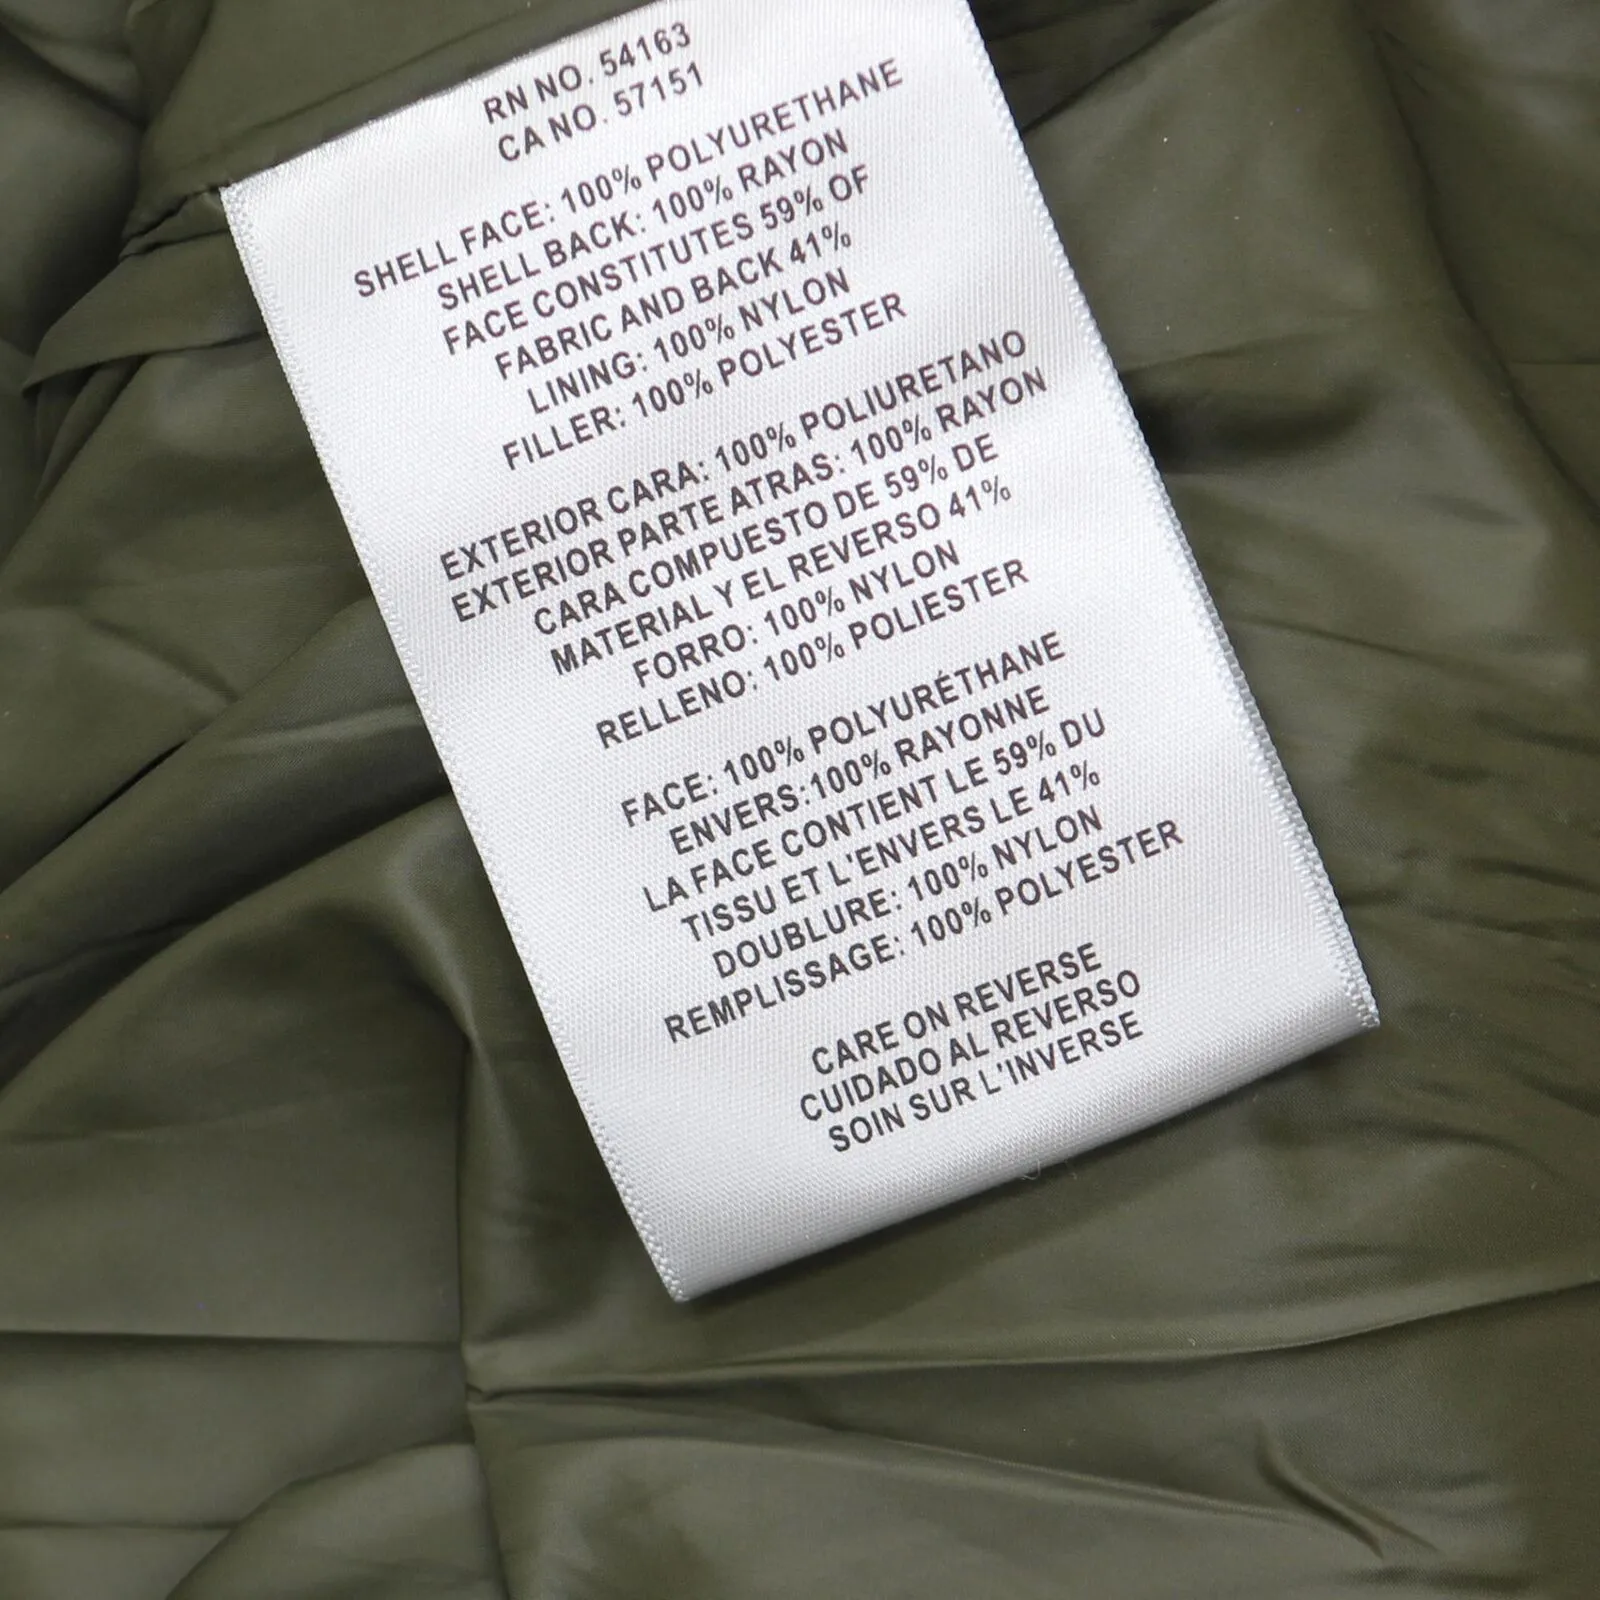 RN NO. 54163
CA NO. 57151
SHELL FACE: 100% POLYURETHANE
SHELL BACK: 100% RAYON
FACE CONSTITUTES 59% OF
FABRIC AND BACK 41%
LINING: 100% NYLON
FILLER: 100% POLYESTER
EXTERIOR CARA: 100% POLIURETANO
EXTERIOR PARTE ATRAS: 100% RAYON
CARA COMPUESTO DE 59% DE
MATERIAL Y EL REVERSO 41%
FORRO: 100% NYLON
RELLENO: 100% POLIESTER
FACE: 100% POLYURÉTHANE
ENVERS:100% RAYONNE
LA FACE CONTIENT LE 59% DU
TISSU ET L'ENVERS LE 41%
DOUBLURE: 100% NYLON
REMPLISSAGE: 100% POLYESTER
CARE ON REVERSE
CUIDADO AL REVERSO
SOIN SUR L'INVERSE